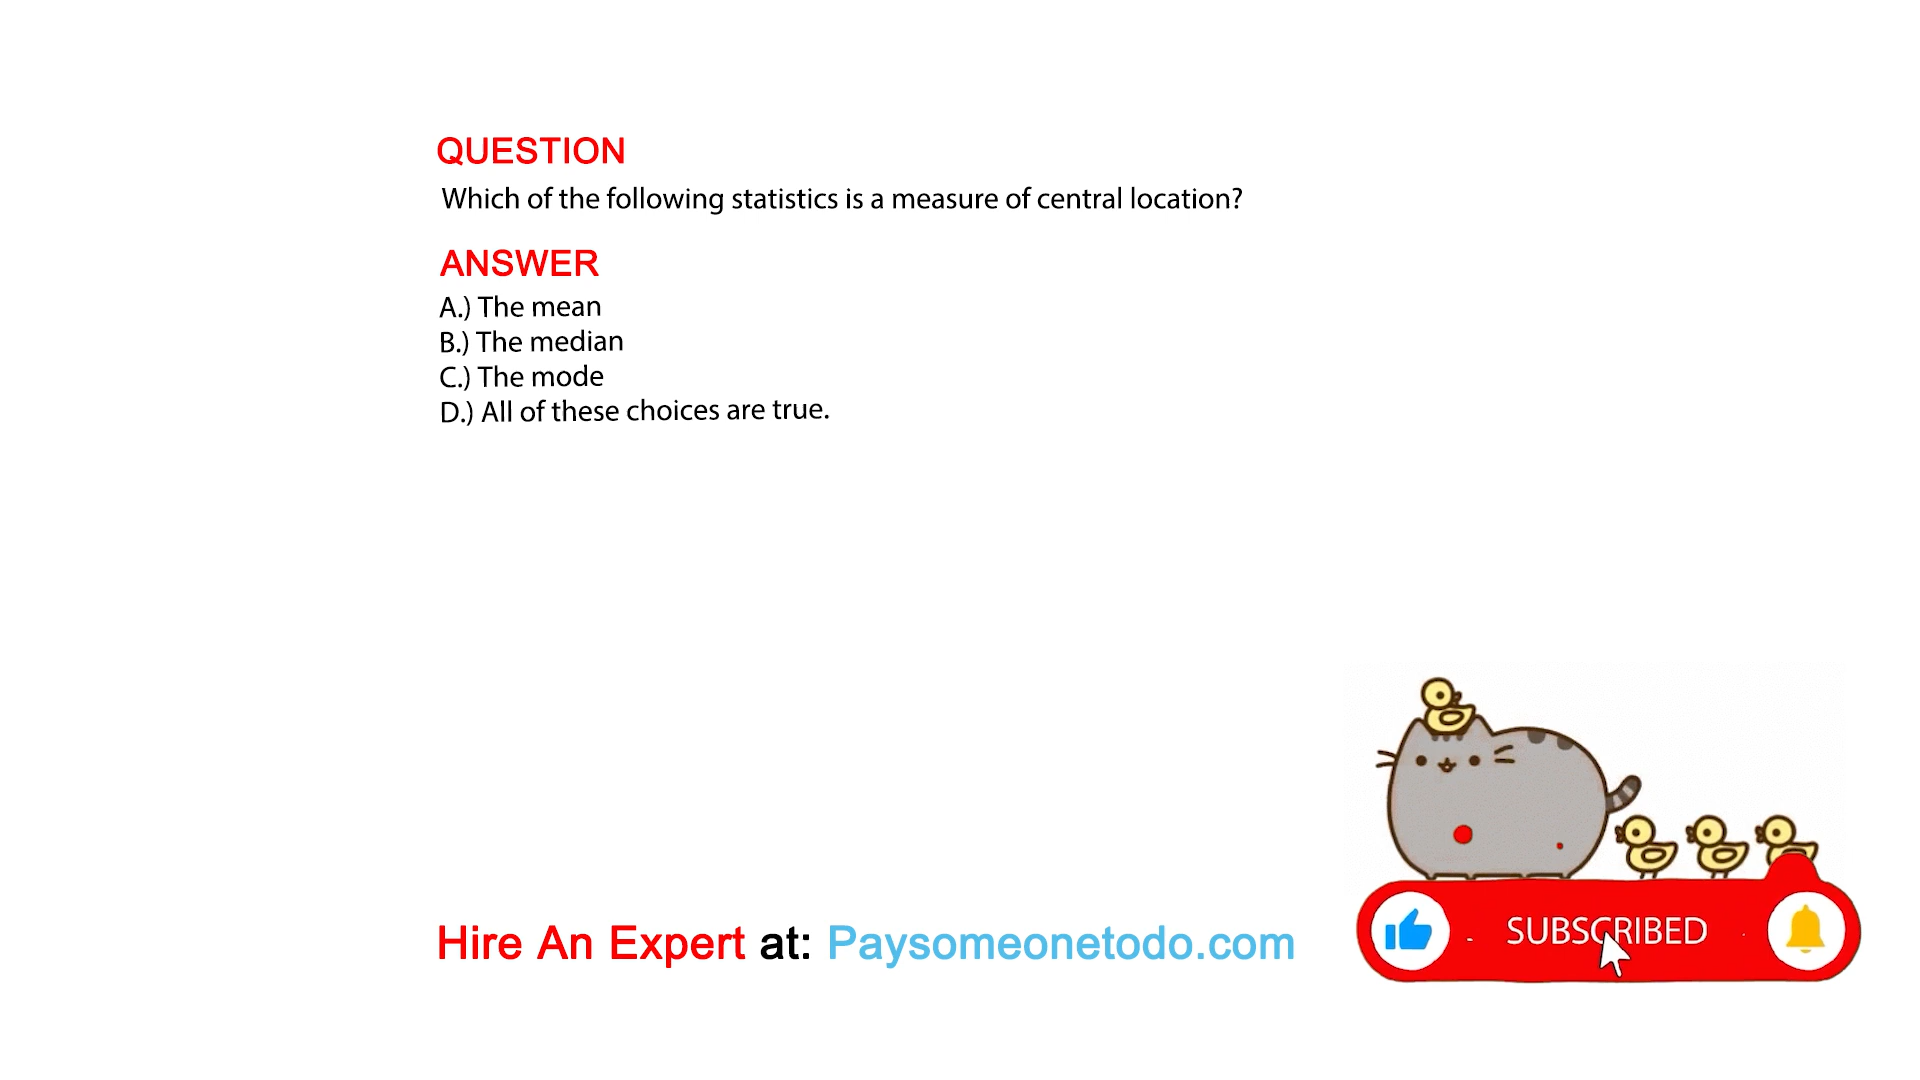 QUESTION
Which of the following statistics is a measure of central location?
ANSWER
A.) The mean
B.) The median
C.) The mode
D.) All of these choices are true.
Hire An Expert at: Paysomeonetodo.com
SUBSCRIBED